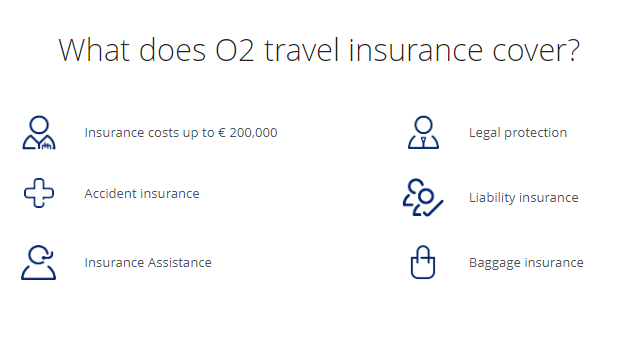 What does O2 travel insurance cover?
Insurance costs up to € 200,000
Legal protection
Accident insurance
Liability insurance
Insurance Assistance
Baggage insurance